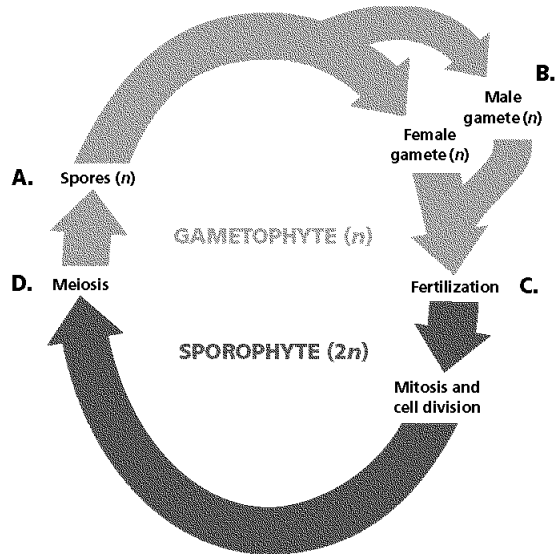 B.
Male
gamete (n)
Female
gamete (n)
A. Spores (n)
GAMETOPHYTE (n)
D. Meiosis
Fertilization C.
SPOROPHYTE (2n)
Mitosis and
cell division